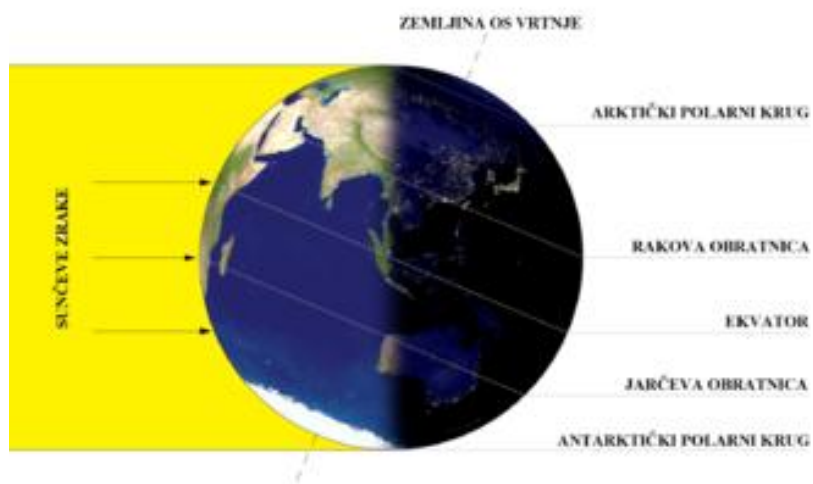 ZEMLJINA OS VRTNJE
ARKTIČKI POLARNI KRUG
SUNČEVE ZRAKE
RAKOVA OBRATNICA
EKVATOR
JARČEVA OBRATNICA
ANTARKTIČKI POLARNI KRUG